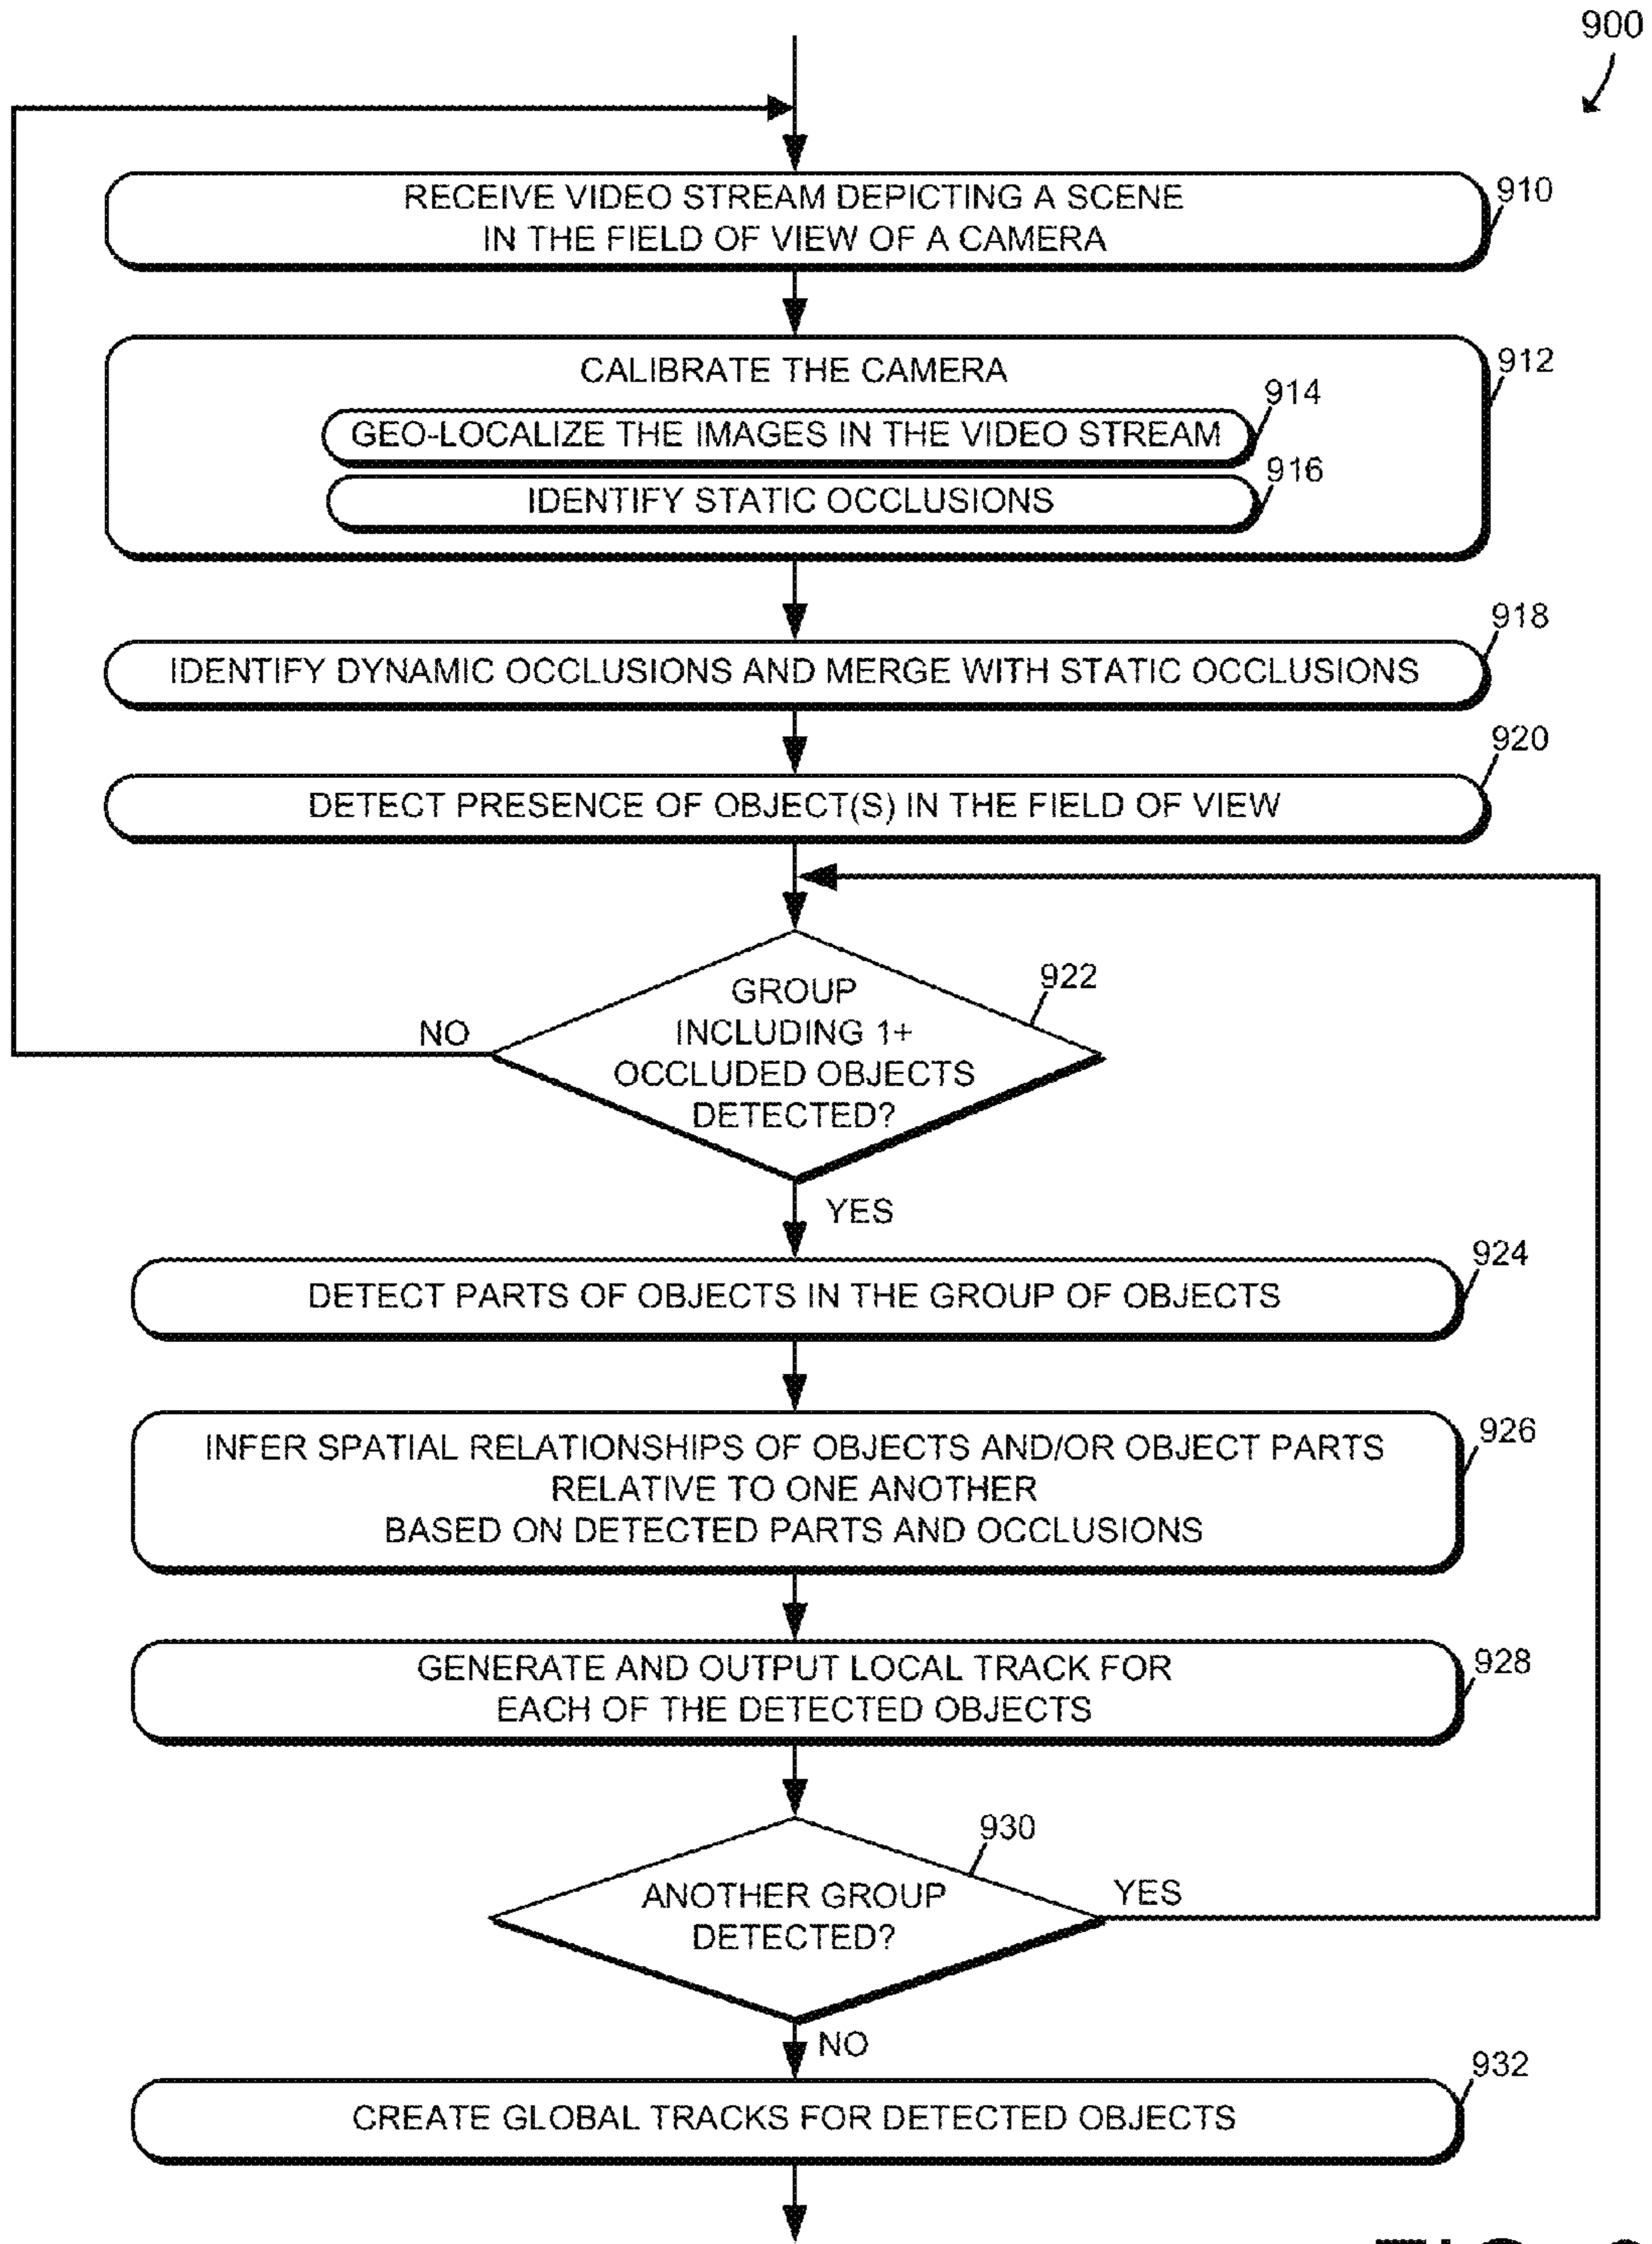 900
RECEIVE VIDEO STREAM DEPICTING A SCENE
IN THE FIELD OF VIEW OF A CAMERA
910
CALIBRATE THE CAMERA
912
914
GEO-LOCALIZE THE IMAGES IN THE VIDEO STREAM
916
IDENTIFY STATIC OCCLUSIONS
918
IDENTIFY DYNAMIC OCCLUSIONS AND MERGE WITH STATIC OCCLUSIONS
920
DETECT PRESENCE OF OBJECT(S) IN THE FIELD OF VIEW
922
GROUP
INCLUDING 1+
OCCLUDED OBJECTS
DETECTED?
NO
YES
924
DETECT PARTS OF OBJECTS IN THE GROUP OF OBJECTS
926
INFER SPATIAL RELATIONSHIPS OF OBJECTS AND/OR OBJECT PARTS
RELATIVE TO ONE ANOTHER
BASED ON DETECTED PARTS AND OCCLUSIONS
928
GENERATE AND OUTPUT LOCAL TRACK FOR
EACH OF THE DETECTED OBJECTS
930
ANOTHER GROUP
DETECTED?
YES
NO
932
CREATE GLOBAL TRACKS FOR DETECTED OBJECTS